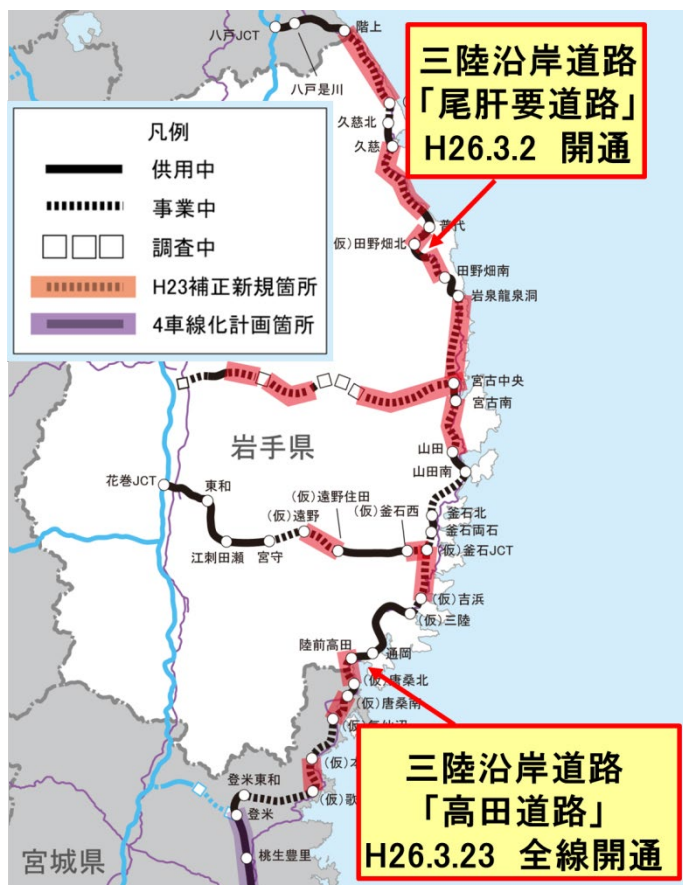 八戸JCT
階上
八戸是川
三陸沿岸道路
「尾肝要道路」
H26.3.2 開通
凡例
供用中
事業中
調査中
H23補正新規箇所
4車線化計画箇所
久慈北
久慈
普代
(仮)田野畑北
田野畑南
岩泉龍泉洞
宮古中央
宮古南
岩手県
山田
山田南
花巻JCT
東和
(仮)遠野住田
(仮)遠野
(仮)釜石西
釜石北
釜石両石
(仮)釜石JCT
江刺田瀬
宮守
(仮)吉浜
(仮)三陸
陸前高田
通岡
(仮)唐桑北
(仮)唐桑南
(仮)
(仮)
(仮)歌
登米東和
登米
桃生豊里
宮城県
三陸沿岸道路
「高田道路」
H26.3.23 全線開通